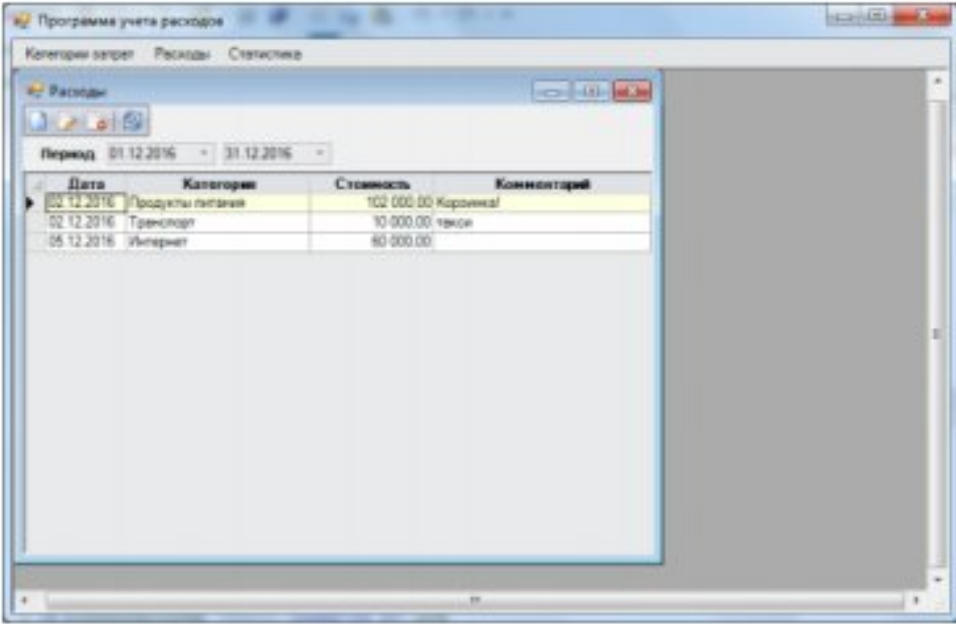 Программа учета расходов
Категории затрат Расходы Статистика
Расходы
Период 01.12.2016 31.12.2016
Дата Категория Стоимость Комментарий
02.12.2016 Продукты питания 102 000.00 Корзинка!
02.12.2016 Транспорт 10 000.00 такси
05.12.2016 Интернет 60 000.00